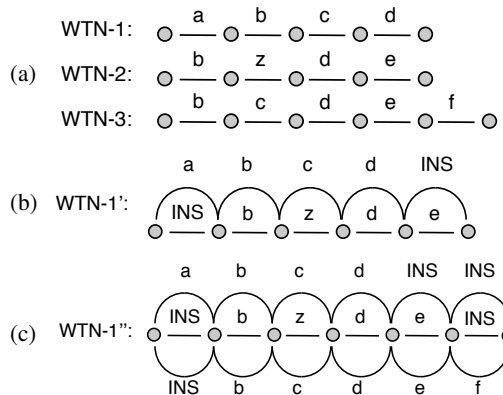 a b c d
WTN-1:
(a) WTN-2: b z d e
WTN-3: b c d e f
a b c d INS
(b) WTN-1': INS b z d e
a b c d INS INS
(c) WTN-1": INS b z d e INS
INS b c d e f